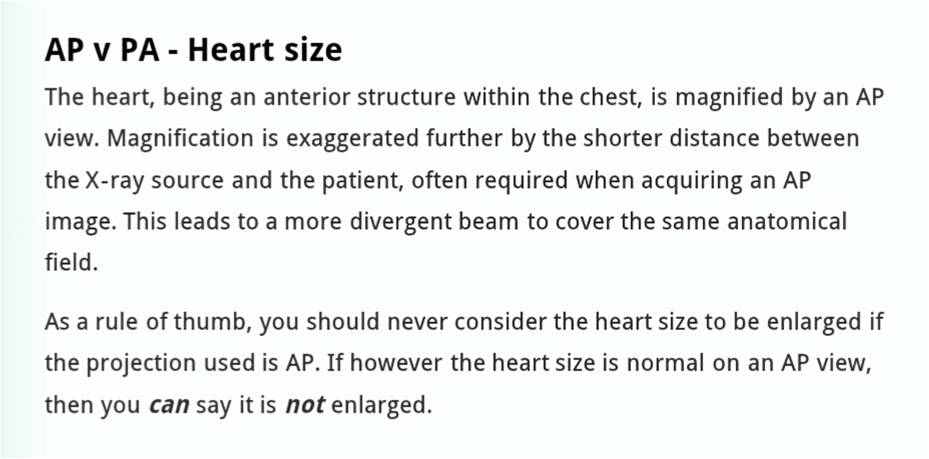 AP v PA - Heart size
The heart, being an anterior structure within the chest, is magnified by an AP
view. Magnification is exaggerated further by the shorter distance between
the X-ray source and the patient, often required when acquiring an AP
image. This leads to a more divergent beam to cover the same anatomical
field.
As a rule of thumb, you should never consider the heart size to be enlarged if
the projection used is AP. If however the heart size is normal on an AP view,
then you can say it is not enlarged.